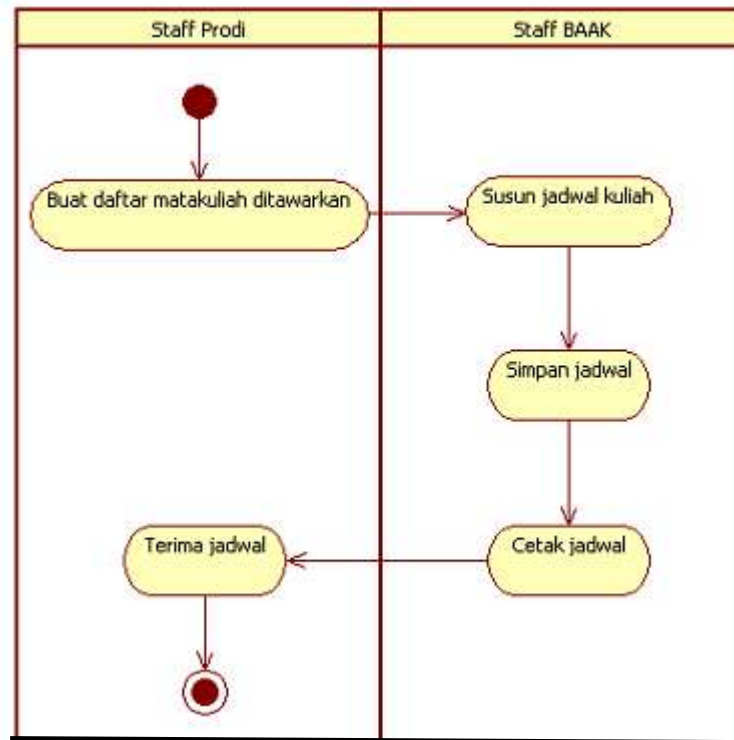 Staff Prodi
Staff BAAK
Buat daftar matakuliah ditawarkan
Susun jadwal kuliah
Simpan jadwal
Cetak jadwal
Terima jadwal